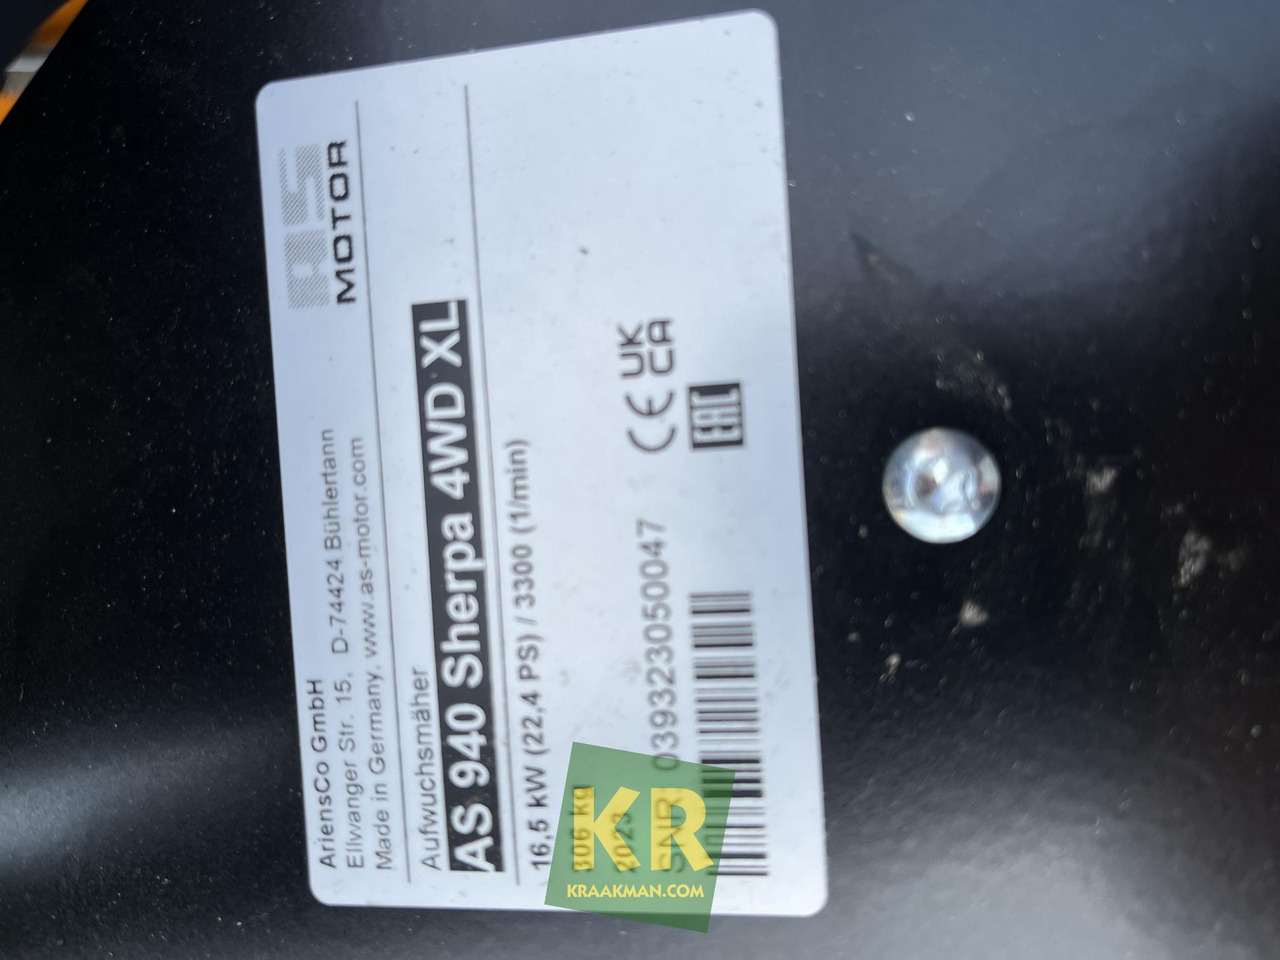 AS
MOTOR
AriensCo GmbH
Ellwanger Str. 15, D-74424 Bühlertann
Made in Germany, www.as-motor.com
Aufwuchsmäher
AS 940 Sherpa 4WD XL
16,5 kW (22,4 PS) / 3300 (1/min)
306 kg
2023
SNR 039323050047
CE UK CA
EAC
KR
KRAAKMAN.COM